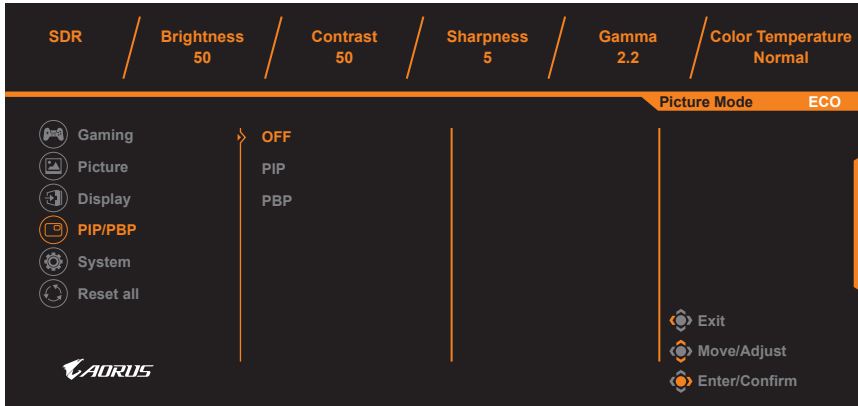 SDR
Brightness
50
Contrast
50
Sharpness
5
Gamma
2.2
Color Temperature
Normal
Picture Mode ECO
Gaming
Picture
Display
PIP/PBP
System
Reset all
OFF
PIP
PBP
Exit
Move/Adjust
Enter/Confirm
AORUS